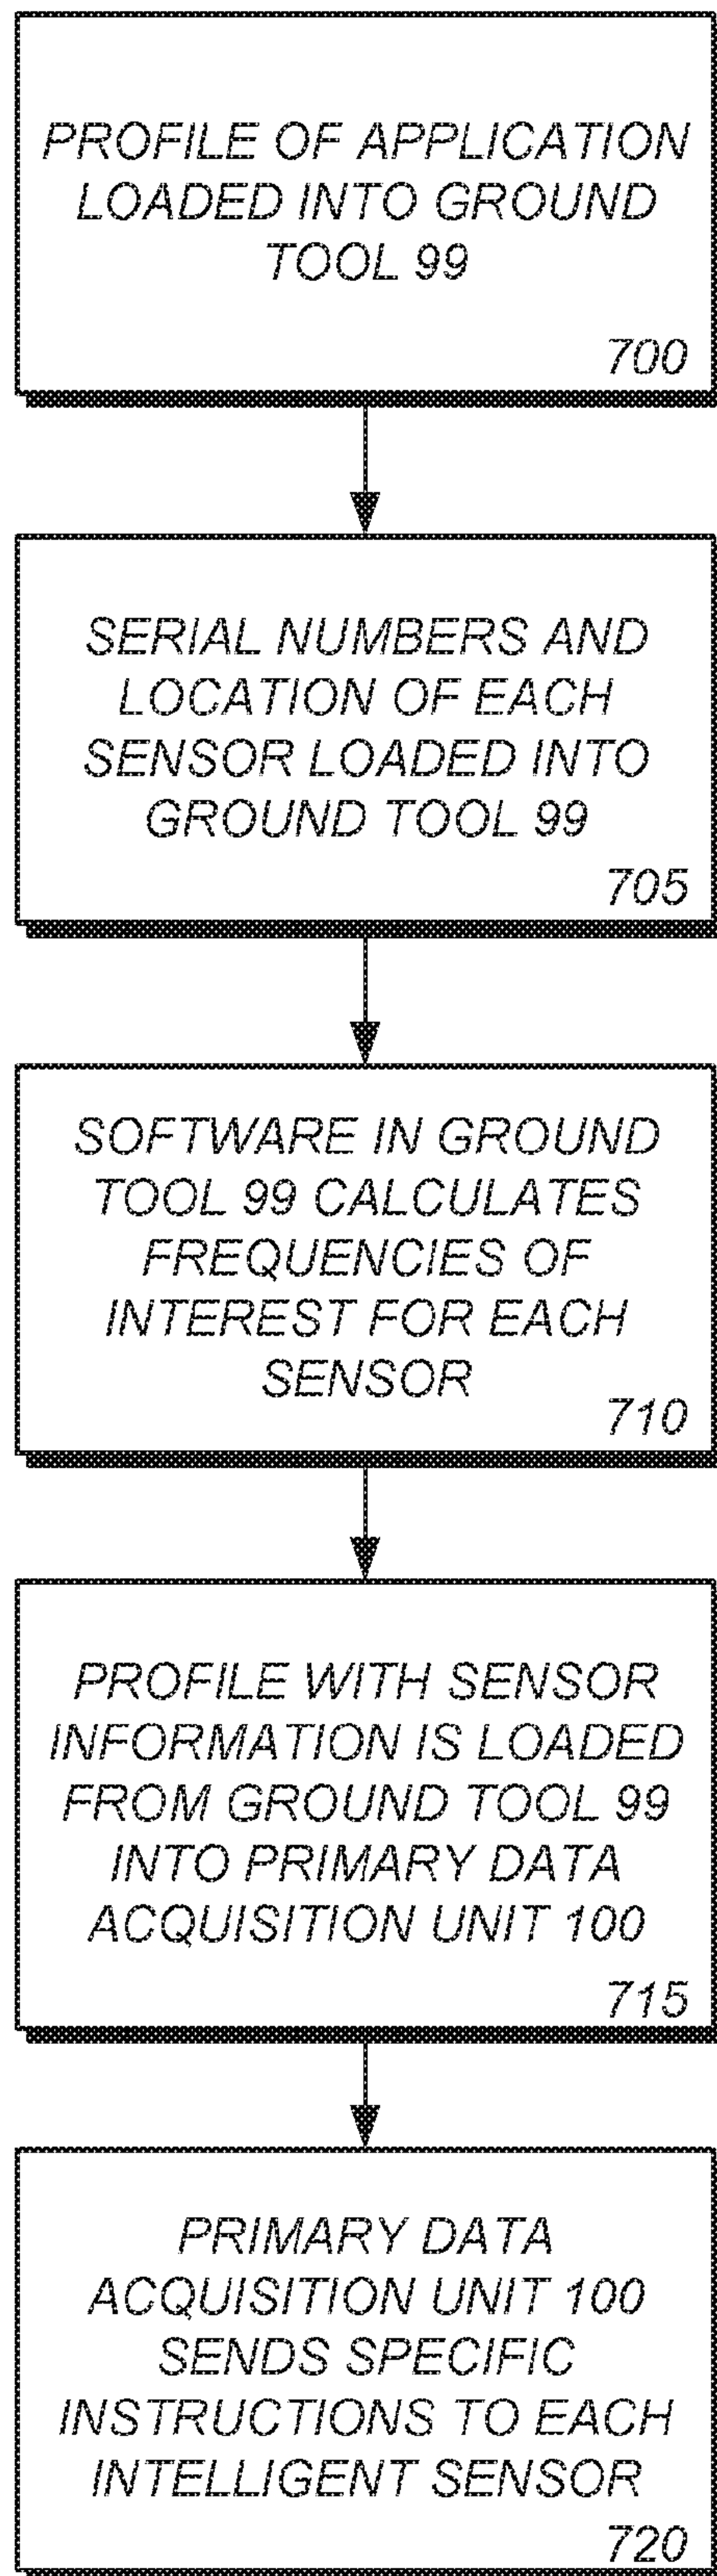 PROFILE OF APPLICATION
LOADED INTO GROUND
TOOL 99
700
SERIAL NUMBERS AND
LOCATION OF EACH
SENSOR LOADED INTO
GROUND TOOL 99
705
SOFTWARE IN GROUND
TOOL 99 CALCULATES
FREQUENCIES OF
INTEREST FOR EACH
SENSOR
710
PROFILE WITH SENSOR
INFORMATION IS LOADED
FROM GROUND TOOL 99
INTO PRIMARY DATA
ACQUISITION UNIT 100
715
PRIMARY DATA
ACQUISITION UNIT 100
SENDS SPECIFIC
INSTRUCTIONS TO EACH
INTELLIGENT SENSOR
720